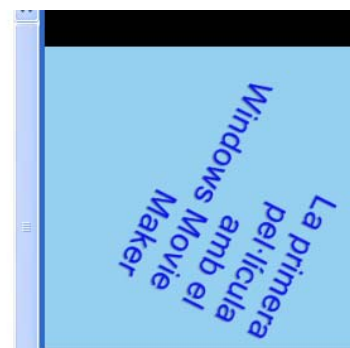 La primera
pel·lícula
amb el
Windows Movie
Maker